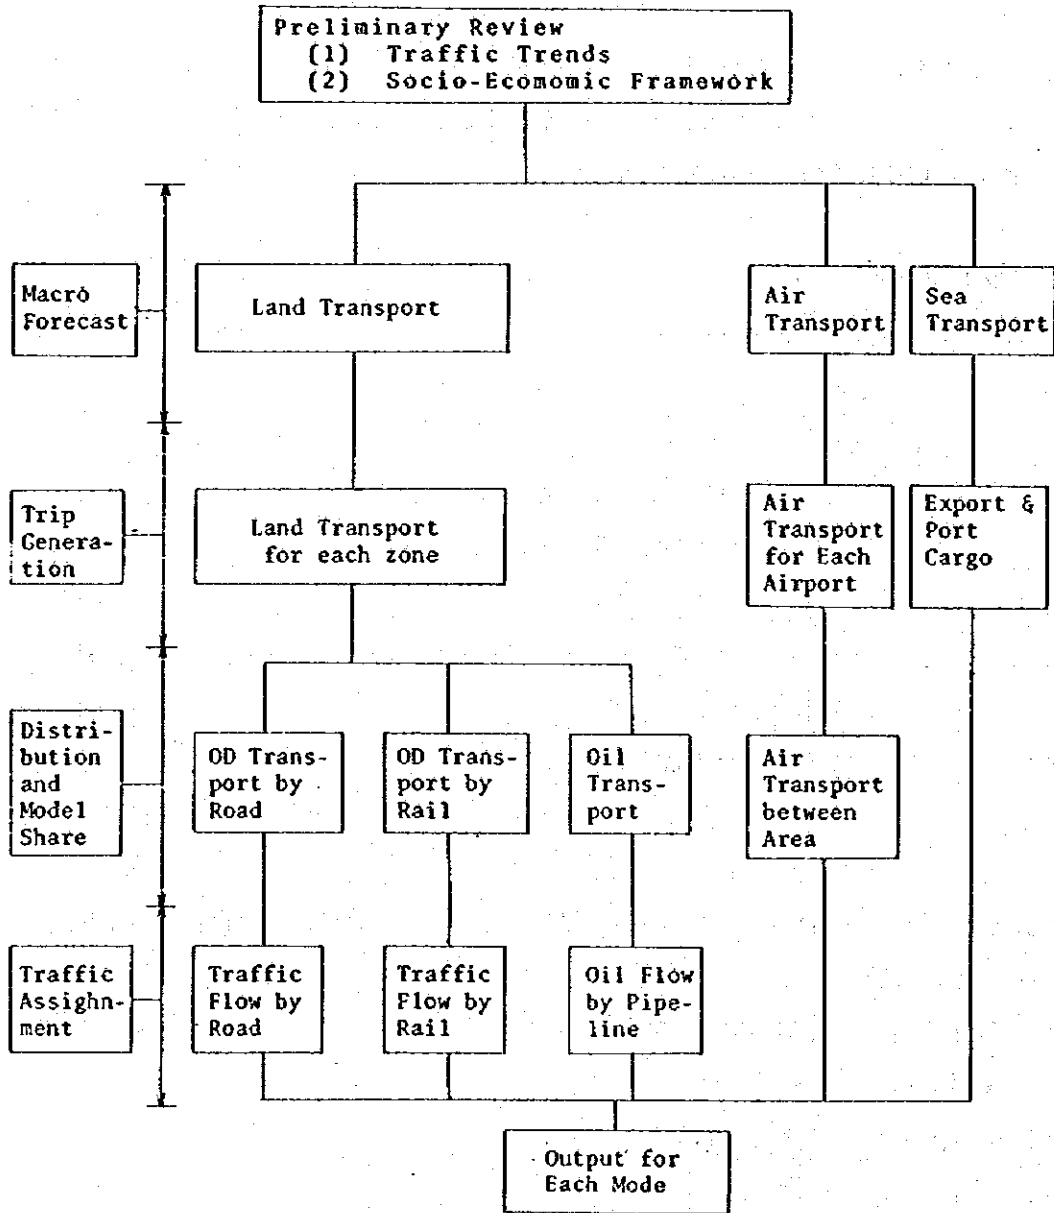 Preliminary Review
(1) Traffic Trends
(2) Socio-Ecomomic Framework
Macro
Forecast
Land Transport
Air
Transport
Sea
Transport
Trip
Genera-
tion
Land Transport
for each zone
Air
Transport
for Each
Airport
Export &
Port
Cargo
Distri-
bution
and
Model
Share
OD Trans-
port by
Road
OD Trans-
port by
Rail
Oil
Trans-
port
Air
Transport
between
Area
Traffic
Assighn-
ment
Traffic
Flow by
Road
Traffic
Flow by
Rail
Oil Flow
by Pipe-
line
Output for
Each Mode